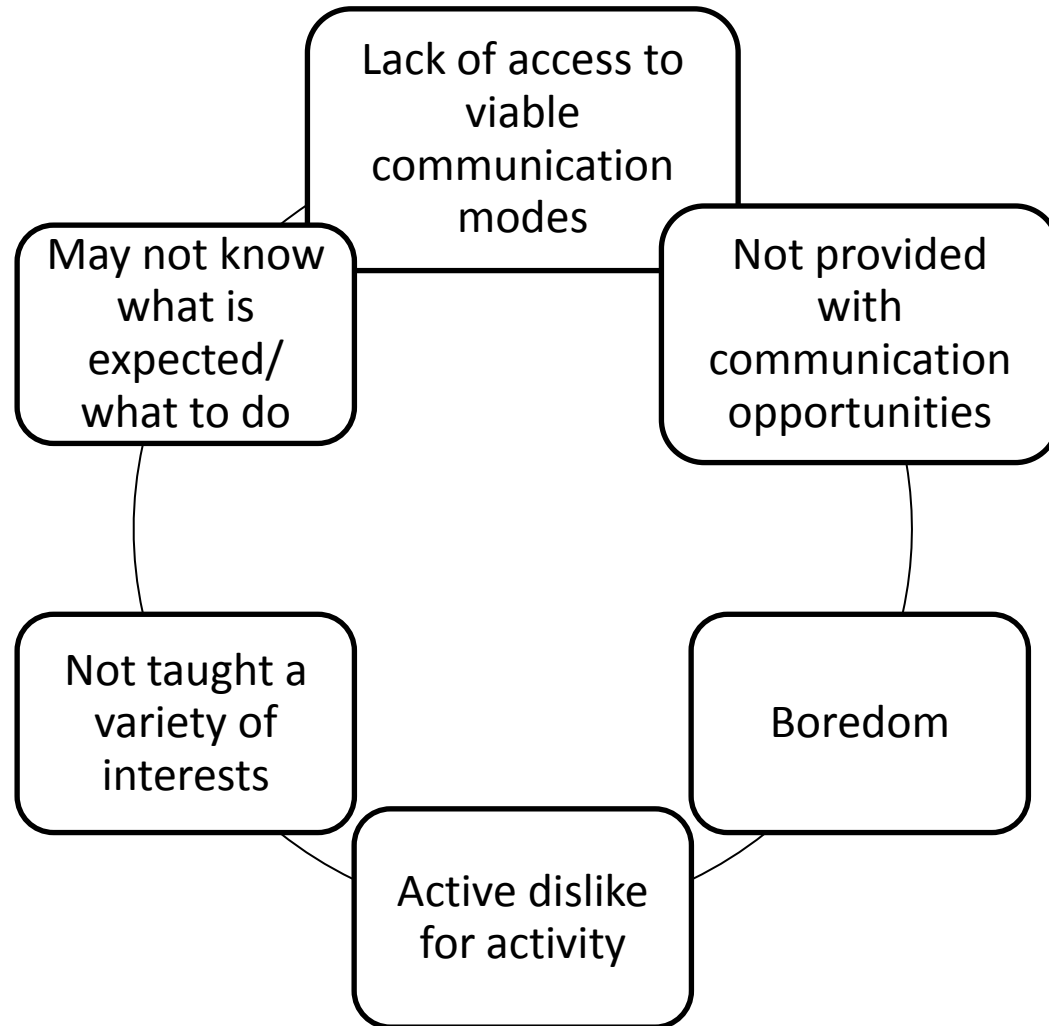 Lack of access to
viable
communication
modes
Not provided
with
communication
opportunities
Boredom
Active dislike
for activity
Not taught a
variety of
interests
May not know
what is
expected/
what to do